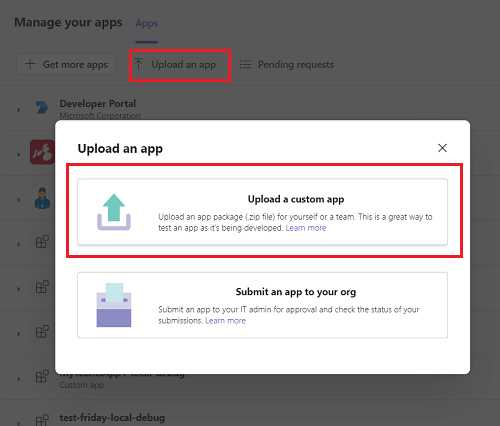 Manage your apps Apps
+ Get more apps Upload an app Pending requests
Developer Portal
Microsoft Corporation
Upload an app
Upload a custom app
Upload an app package (.zip file) for yourself or a team. This is a great way to
test an app as it's being developed. Learn more
Submit an app to your org
Submit an app to your IT admin for approval and check the status of your
submissions. Learn more
Custom app
test-friday-local-debug